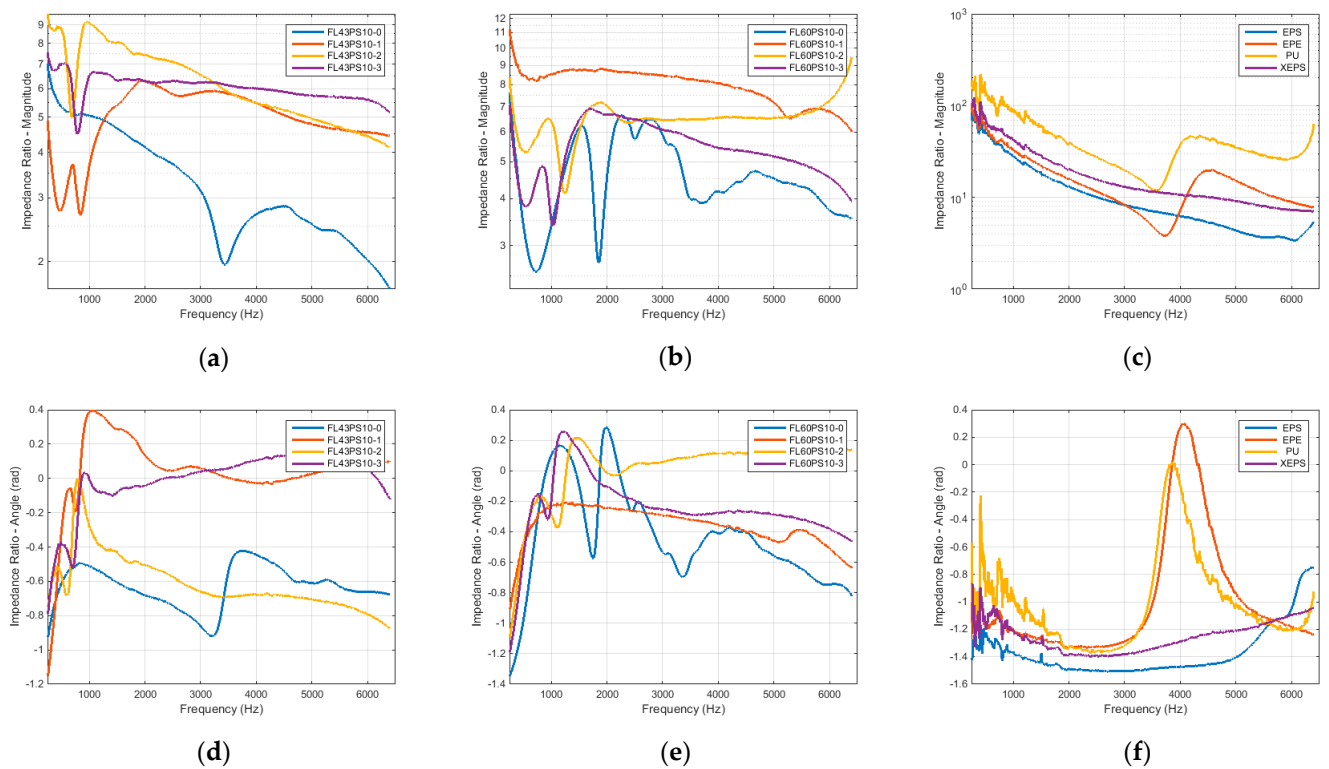 Impedance Ratio - Magnitude
9
8
7
6
5
4
3
2
FL43PS10-0
FL43PS10-1
FL43PS10-2
FL43PS10-3
1000 2000 3000 4000 5000 6000
Frequency (Hz)
(a)
Impedance Ratio - Magnitude
12
11
10
9
8
7
6
5
4
3
FL60PS10-0
FL60PS10-1
FL60PS10-2
FL60PS10-3
1000 2000 3000 4000 5000 6000
Frequency (Hz)
(b)
Impedance Ratio - Magnitude
10³
10²
10¹
10⁰
EPS
EPE
PU
XEPS
1000 2000 3000 4000 5000 6000
Frequency (Hz)
(c)
Impedance Ratio - Angle (rad)
0.4
0.2
0
-0.2
-0.4
-0.6
-0.8
-1
-1.2
FL43PS10-0
FL43PS10-1
FL43PS10-2
FL43PS10-3
1000 2000 3000 4000 5000 6000
Frequency (Hz)
(d)
Impedance Ratio - Angle (rad)
0.4
0.2
0
-0.2
-0.4
-0.6
-0.8
-1
-1.2
-1.4
FL60PS10-0
FL60PS10-1
FL60PS10-2
FL60PS10-3
1000 2000 3000 4000 5000 6000
Frequency (Hz)
(e)
Impedance Ratio - Angle (rad)
0.4
0.2
0
-0.2
-0.4
-0.6
-0.8
-1
-1.2
-1.4
-1.6
EPS
EPE
PU
XEPS
1000 2000 3000 4000 5000 6000
Frequency (Hz)
(f)